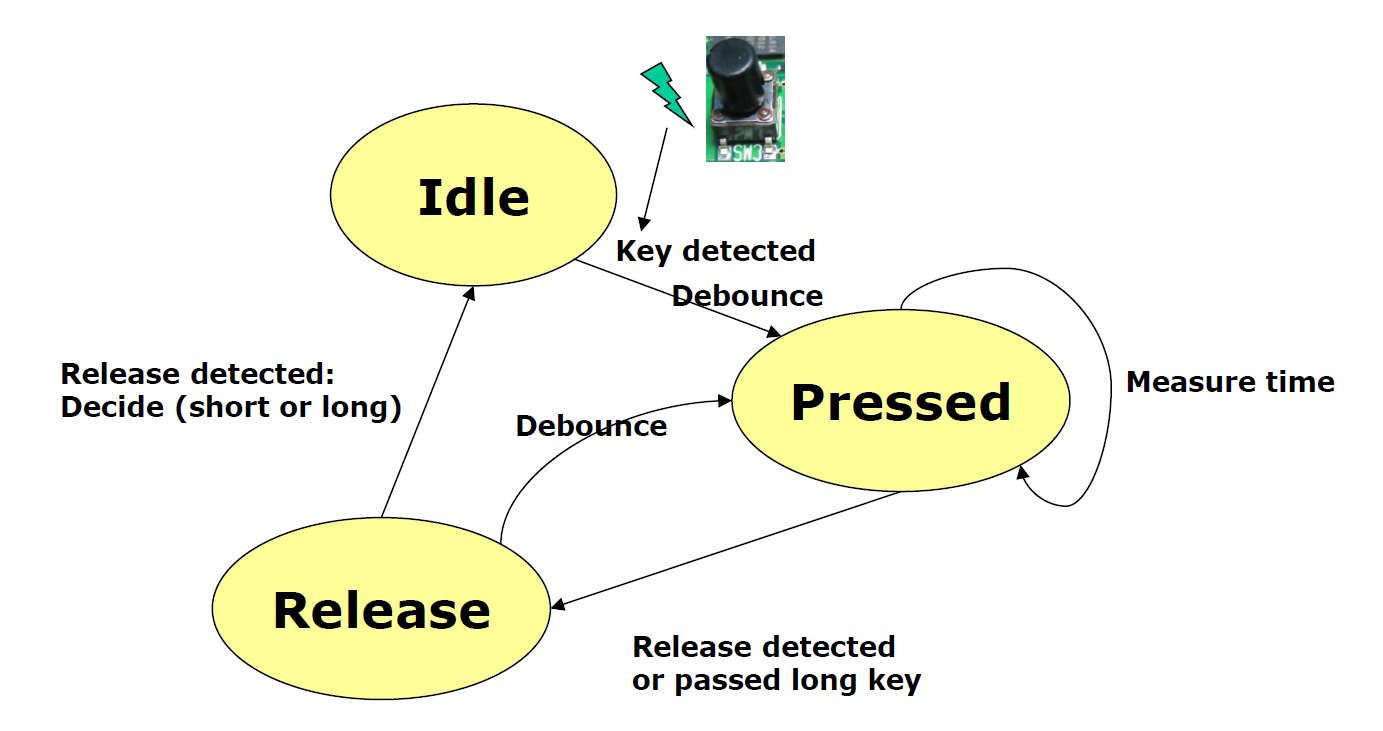 SW3
Idle
Key detected
Debounce
Release detected:
Decide (short or long)
Measure time
Pressed
Debounce
Release
Release detected
or passed long key